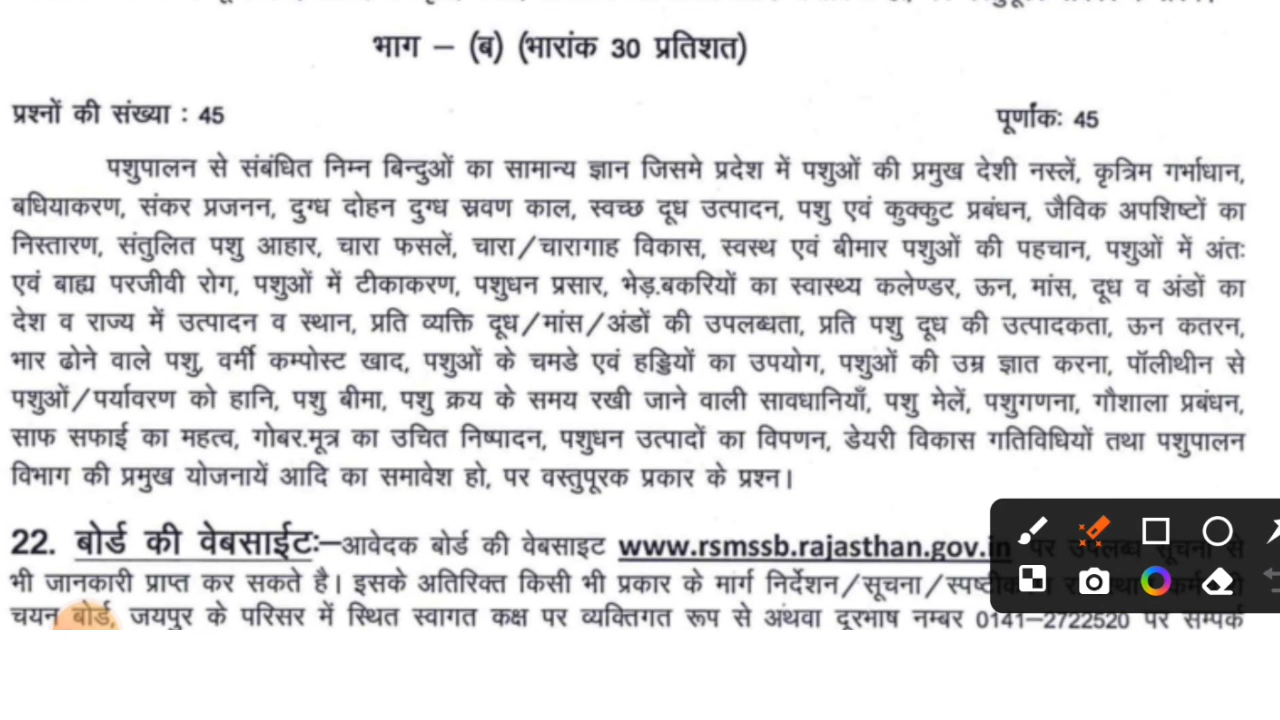 भाग – (ब) (भारांक 30 प्रतिशत)
प्रश्नों की संख्या : 45 पूर्णांकः 45
पशुपालन से संबंधित निम्न बिन्दुओं का सामान्य ज्ञान जिसमे प्रदेश में पशुओं की प्रमुख देशी नस्लें, कृत्रिम गर्भाधान,
बधियाकरण, संकर प्रजनन, दुग्ध दोहन दुग्ध स्रवण काल, स्वच्छ दूध उत्पादन, पशु एवं कुक्कुट प्रबंधन, जैविक अपशिष्टों का
निस्तारण, संतुलित पशु आहार, चारा फसलें, चारा/चारागाह विकास, स्वस्थ एवं बीमार पशुओं की पहचान, पशुओं में अंतः
एवं बाह्य परजीवी रोग, पशुओं में टीकाकरण, पशुधन प्रसार, भेड़.बकरियों का स्वास्थ्य कलेण्डर, ऊन, मांस, दूध व अंडों का
देश व राज्य में उत्पादन व स्थान, प्रति व्यक्ति दूध/मांस/अंडों की उपलब्धता, प्रति पशु दूध की उत्पादकता, ऊन कतरन,
भार ढोने वाले पशु, वर्मी कम्पोस्ट खाद, पशुओं के चमडे एवं हड्डियों का उपयोग, पशुओं की उम्र ज्ञात करना, पॉलीथीन से
पशुओं/पर्यावरण को हानि, पशु बीमा, पशु क्रय के समय रखी जाने वाली सावधानियाँ, पशु मेलें, पशुगणना, गौशाला प्रबंधन,
साफ सफाई का महत्व, गोबर.मूत्र का उचित निष्पादन, पशुधन उत्पादों का विपणन, डेयरी विकास गतिविधियों तथा पशुपालन
विभाग की प्रमुख योजनायें आदि का समावेश हो, पर वस्तुपूरक प्रकार के प्रश्न।
22. बोर्ड की वेबसाईटः–आवेदक बोर्ड की वेबसाइट www.rsmssb.rajasthan.gov.in पर उपलब्ध सूचना से
भी जानकारी प्राप्त कर सकते है। इसके अतिरिक्त किसी भी प्रकार के मार्ग निर्देशन/सूचना/
चयन बोर्ड, जयपुर के परिसर में स्थित स्वागत कक्ष पर व्यक्तिगत रूप से अंथवा दूरभाष नम्बर 0141–2722520 पर सम्पर्क